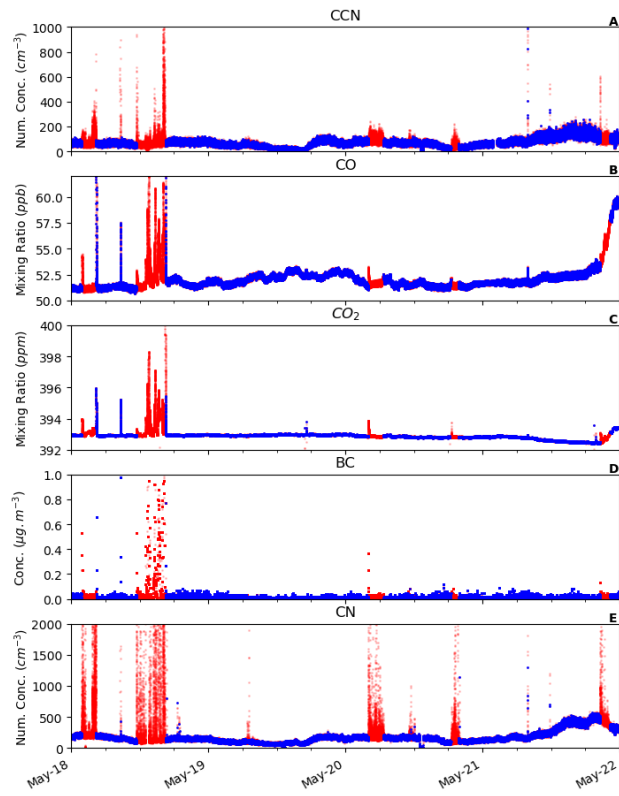 CCN
A
Num. Conc. (cm⁻³)
1000
800
600
400
200
0
CO
B
Mixing Ratio (ppb)
60.0
57.5
55.0
52.5
50.0
CO₂
C
Mixing Ratio (ppm)
400
398
396
394
392
BC
D
Conc. (μg.m⁻³)
1.0
0.8
0.6
0.4
0.2
0.0
CN
E
Num. Conc. (cm⁻³)
2000
1500
1000
500
0
May-18
May-19
May-20
May-21
May-22